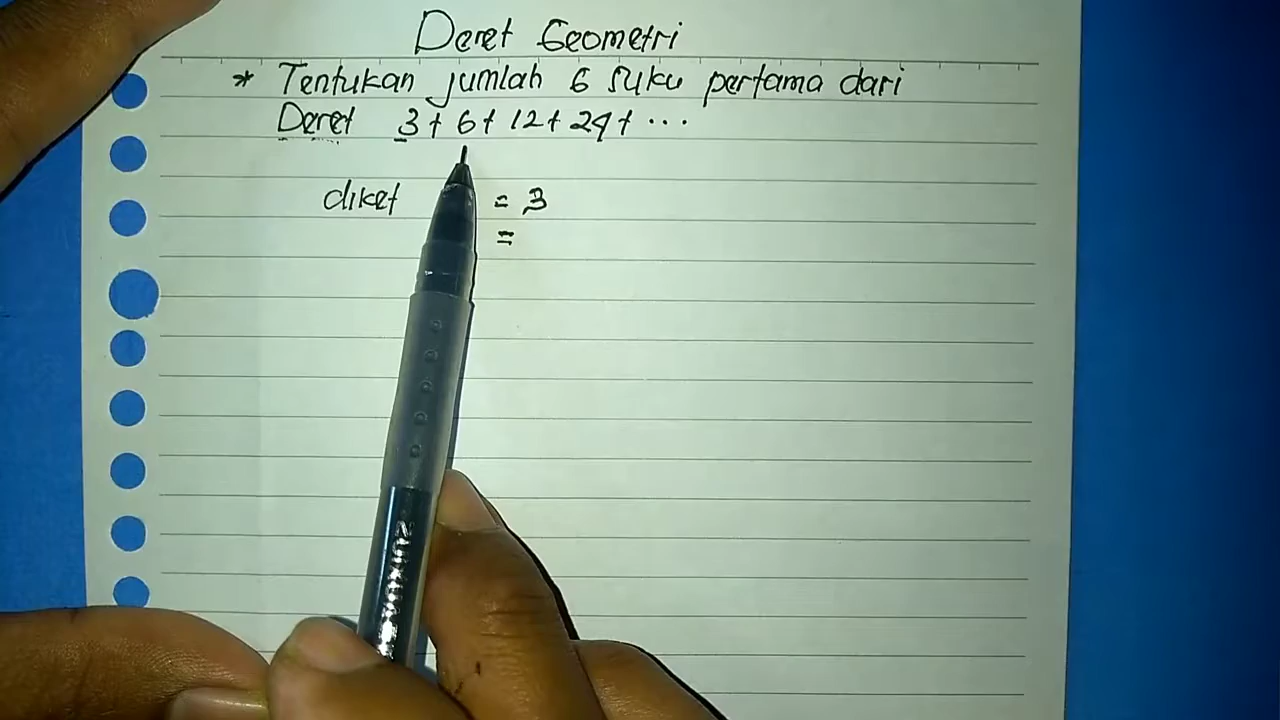 Deret Geometri
* Tentukan jumlah 6 suku pertama dari
Deret 3 + 6 + 12 + 24 + ...
diket = 3
=